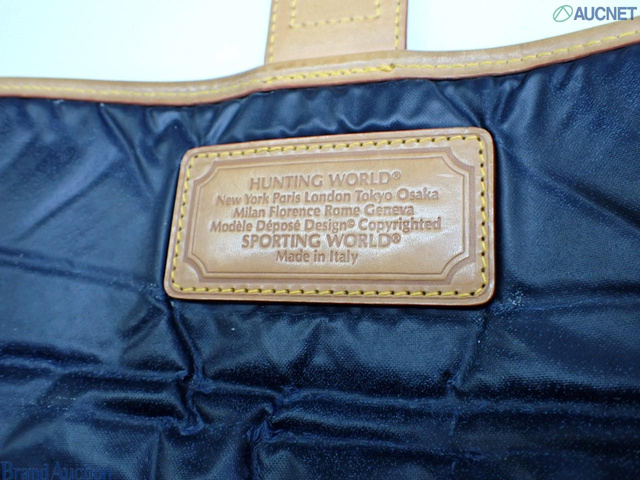 AUCNET
HUNTING WORLD®
New York Paris London Tokyo Osaka
Milan Florence Rome Geneva
Modèle Déposé Design© Copyrighted
SPORTING WORLD®
Made in Italy
Brand Auction